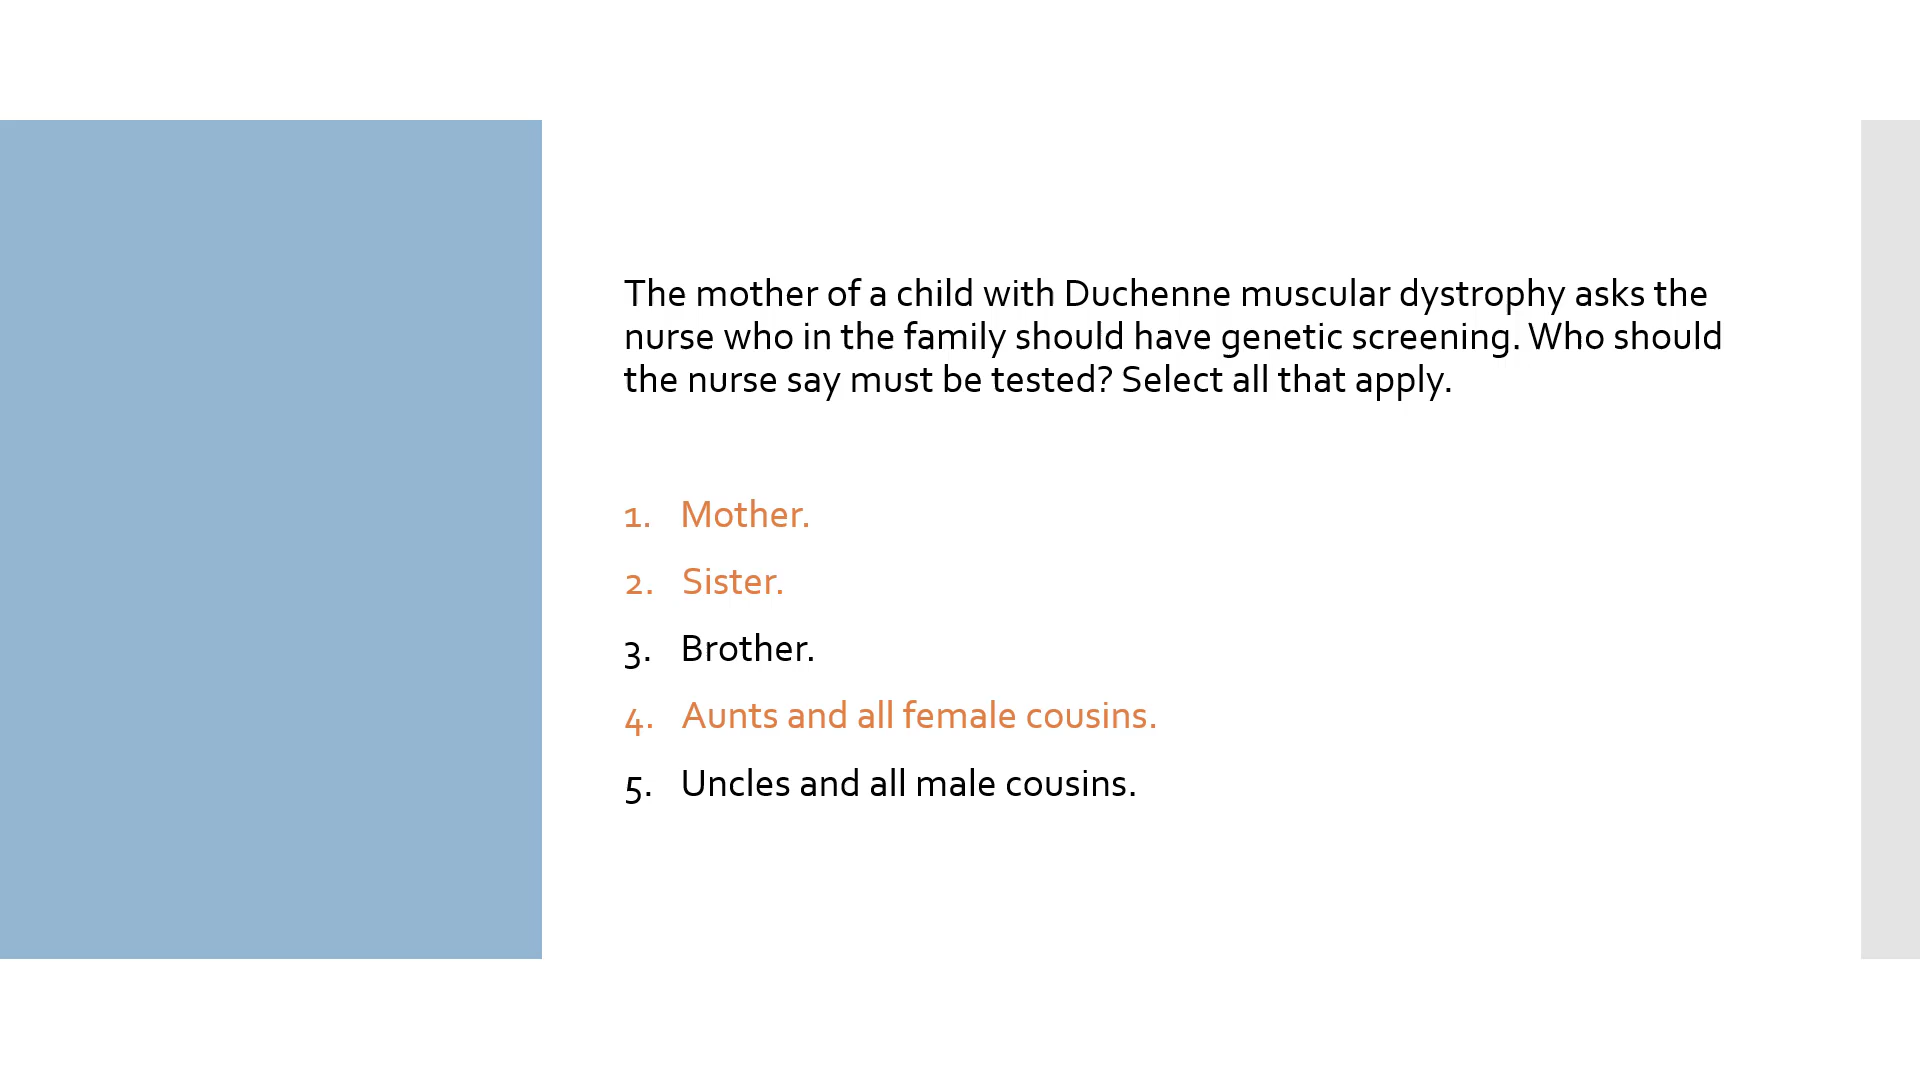 The mother of a child with Duchenne muscular dystrophy asks the
nurse who in the family should have genetic screening. Who should
the nurse say must be tested? Select all that apply.
1. Mother.
2. Sister.
3. Brother.
4. Aunts and all female cousins.
5. Uncles and all male cousins.